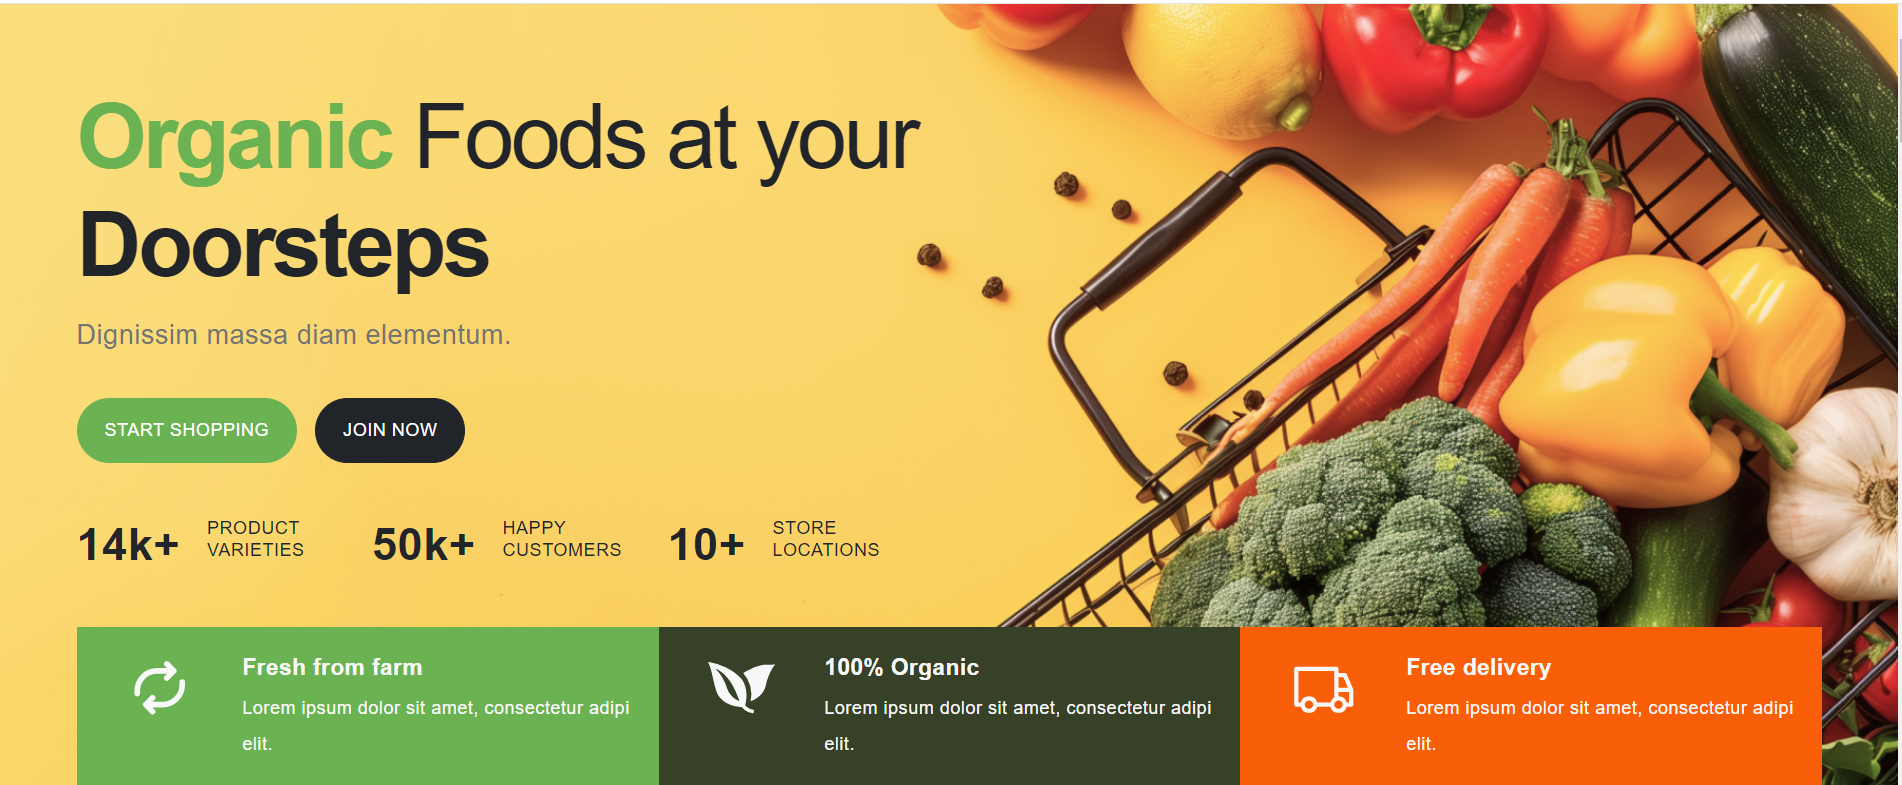 Organic Foods at your
Doorsteps
Dignissim massa diam elementum.
START SHOPPING
JOIN NOW
14k+
PRODUCT
VARIETIES
50k+
HAPPY
CUSTOMERS
10+
STORE
LOCATIONS
Fresh from farm
Lorem ipsum dolor sit amet, consectetur adipi
elit.
100% Organic
Lorem ipsum dolor sit amet, consectetur adipi
elit.
Free delivery
Lorem ipsum dolor sit amet, consectetur adipi
elit.